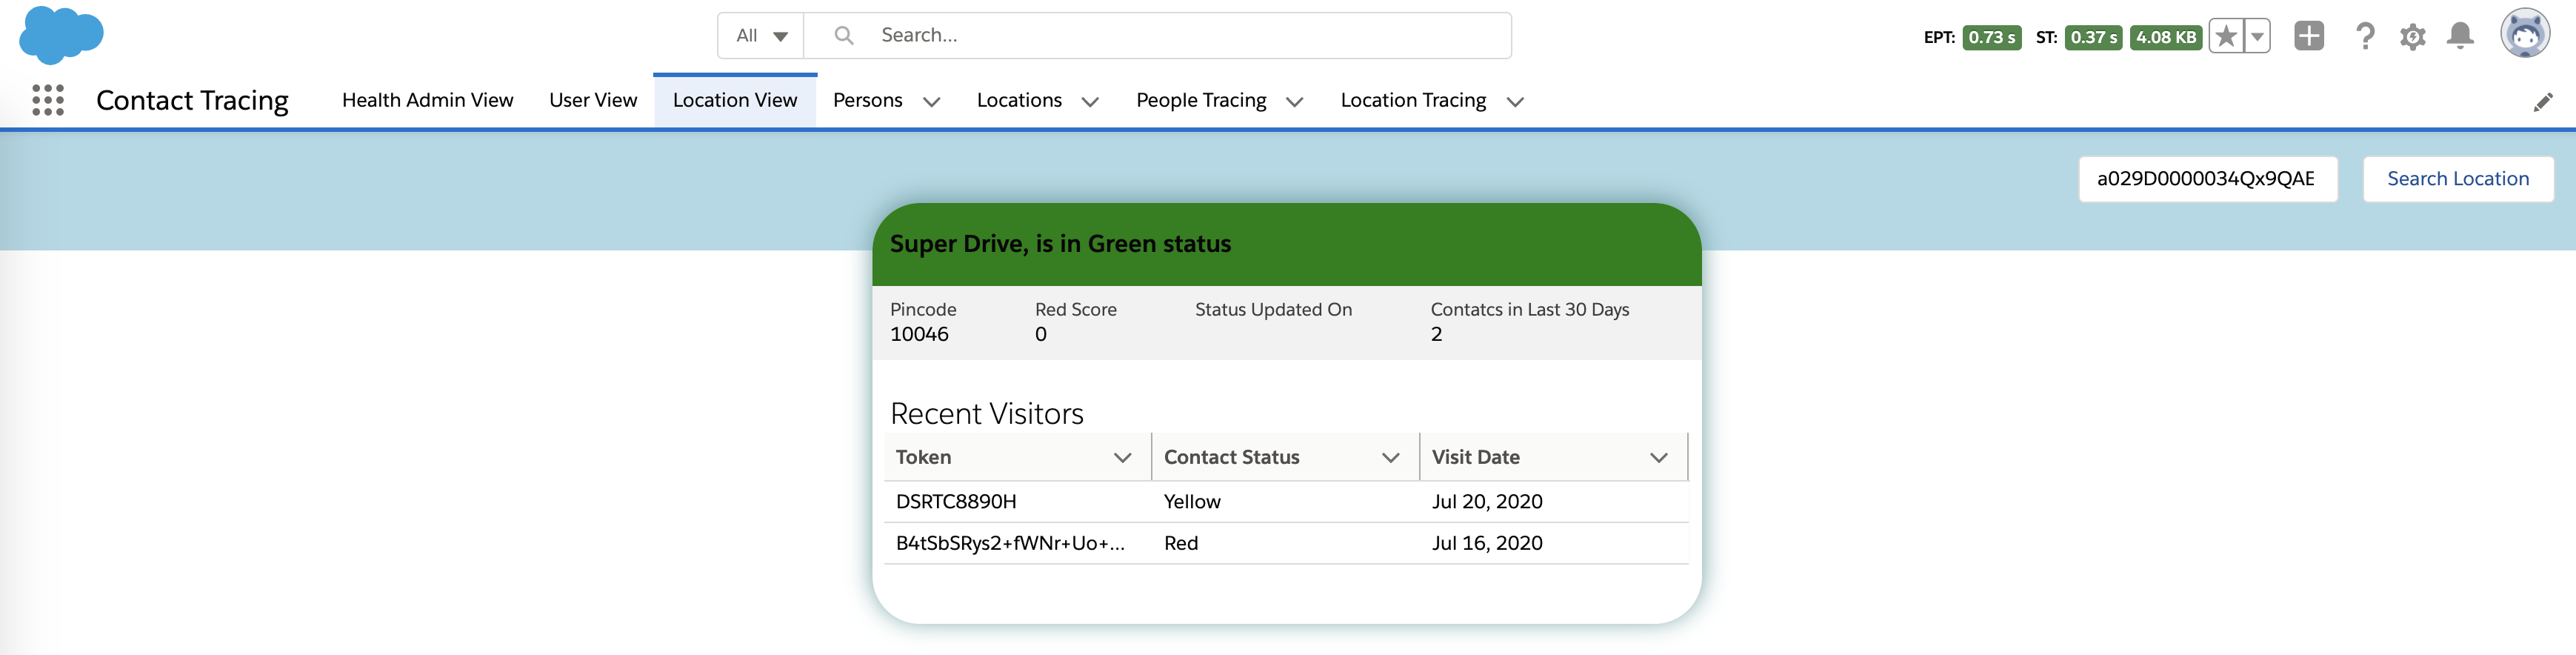 All Search... EPT: 0.73 s ST: 0.37 s 4.08 KB
Contact Tracing Health Admin View User View Location View Persons Locations People Tracing Location Tracing
a029D0000034Qx9QAE Search Location
Super Drive, is in Green status
Pincode Red Score Status Updated On Contatcs in Last 30 Days
10046 0 2
Recent Visitors
Token Contact Status Visit Date
DSRTC8890H Yellow Jul 20, 2020
B4tSbSRys2+fWNr+Uo+... Red Jul 16, 2020